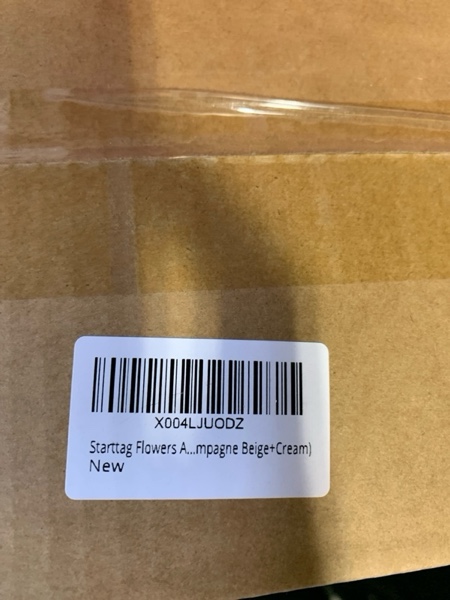 X004LJUODZ
Starttag Flowers A...mpagne Beige+Cream)
New